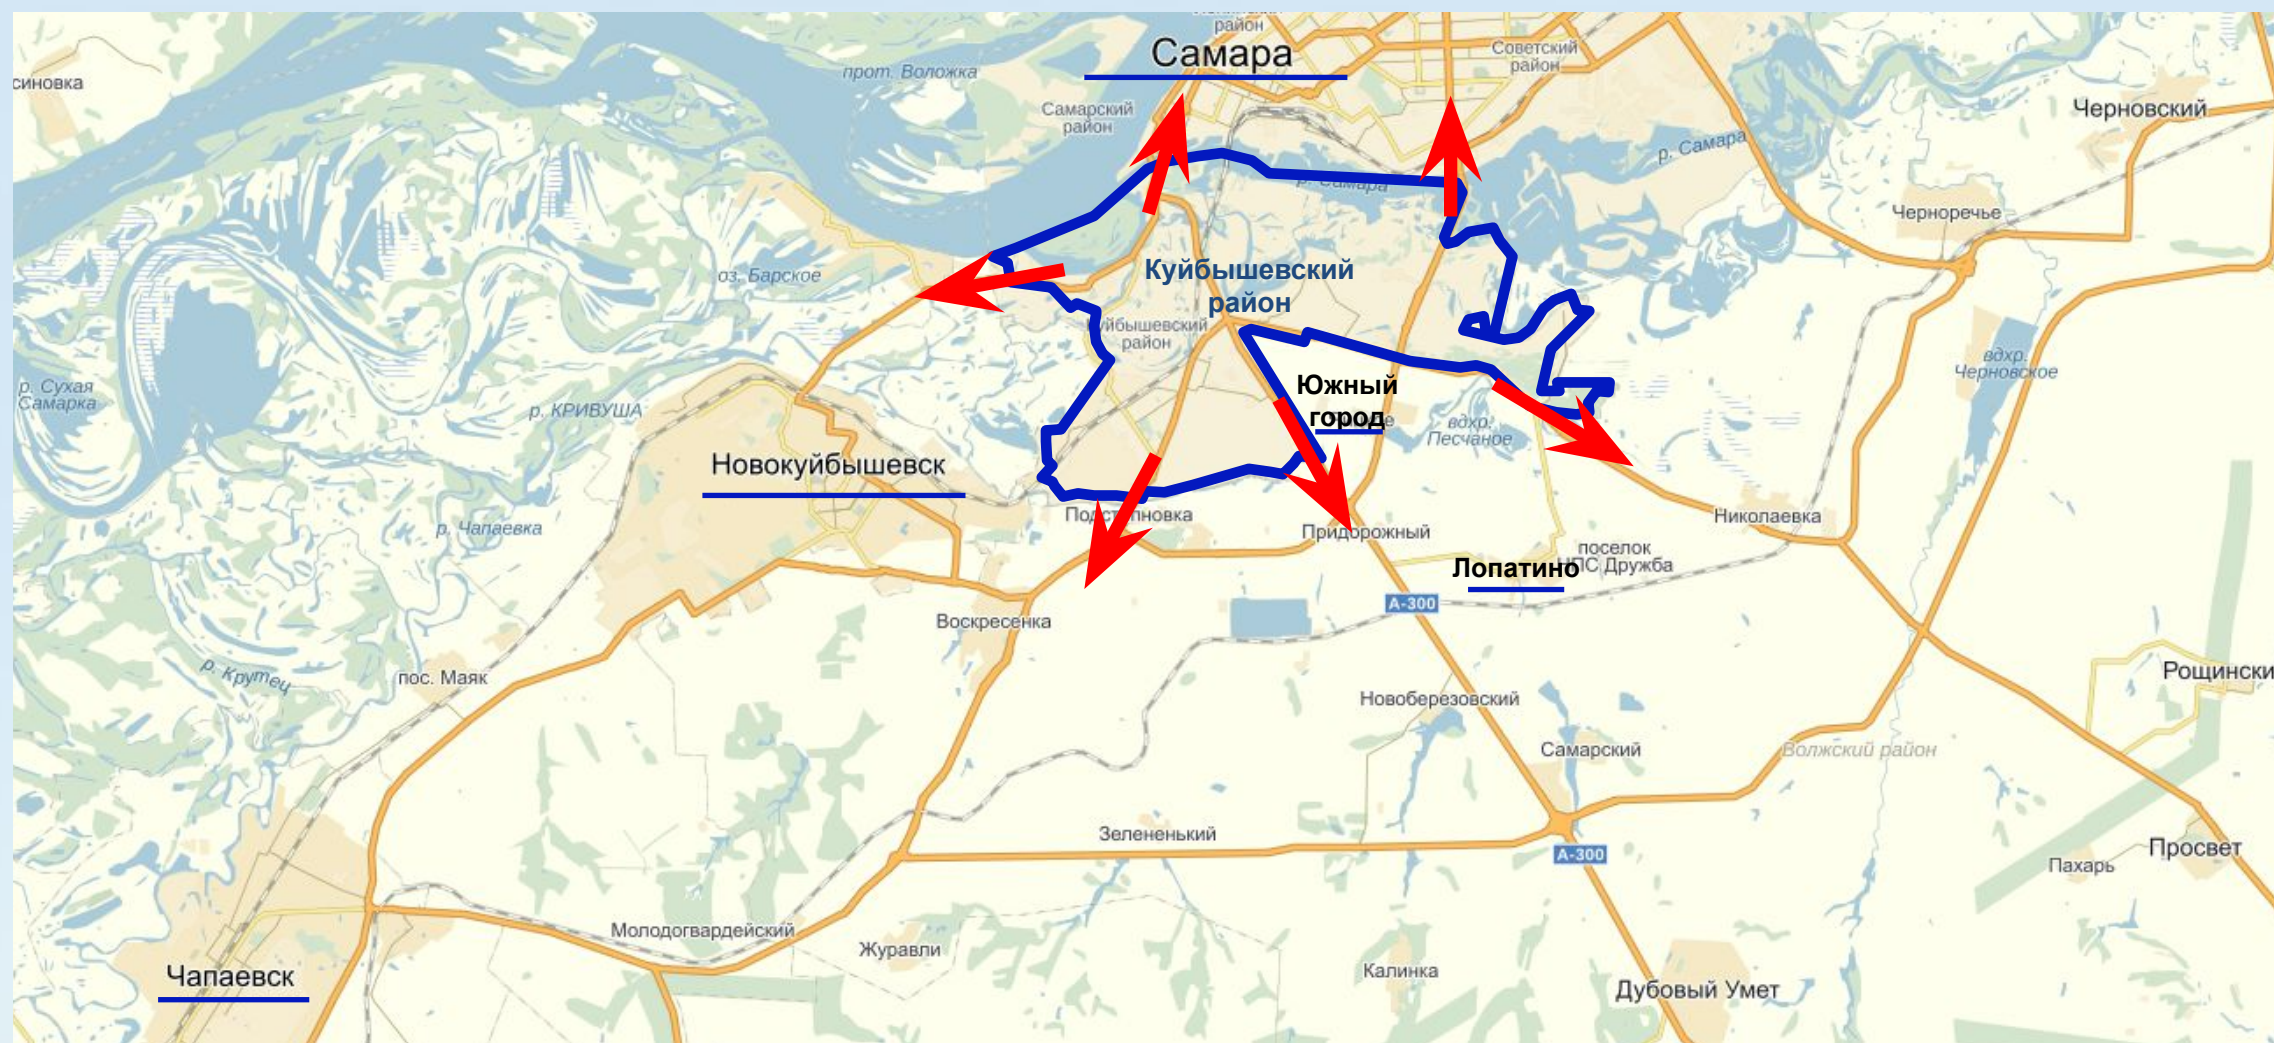 район
Самара
Советский
район
синовка
прот. Воложка
Самарский
район
Черновский
р. Самара
р. Самара
Черноречье
оз. Барское
Куйбышевский
район
район
вдхр.
Черновское
р. Сухая
Самарка
р. КРИВУША
Южный
город
вдхр.
Песчаное
Новокуйбышевск
р. Чапаевка
Придорожный
Николаевка
поселок
НПС Дружба
Лопатино
А-300
Воскресенка
р. Крутец
пос. Маяк
Рощински
Новоберезовский
Самарский
Волжский район
Зелененький
А-300
Просвет
Пахарь
Молодогвардейский
Журавли
Калинка
Чапаевск
Дубовый Умет